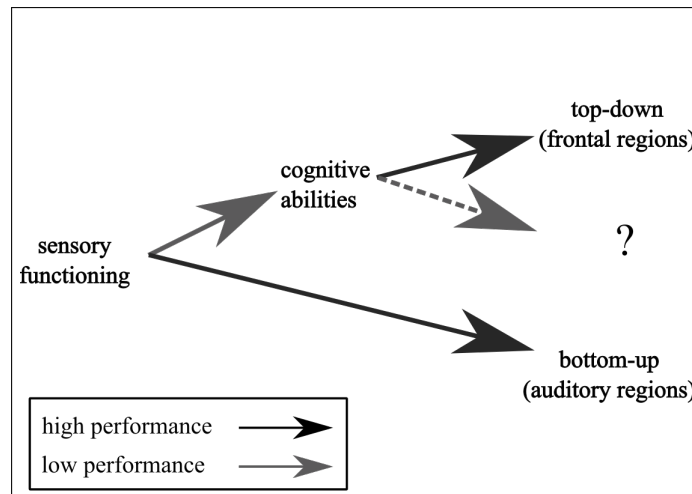 top-down
(frontal regions)
cognitive
abilities
?
sensory
functioning
bottom-up
(auditory regions)
high performance
low performance